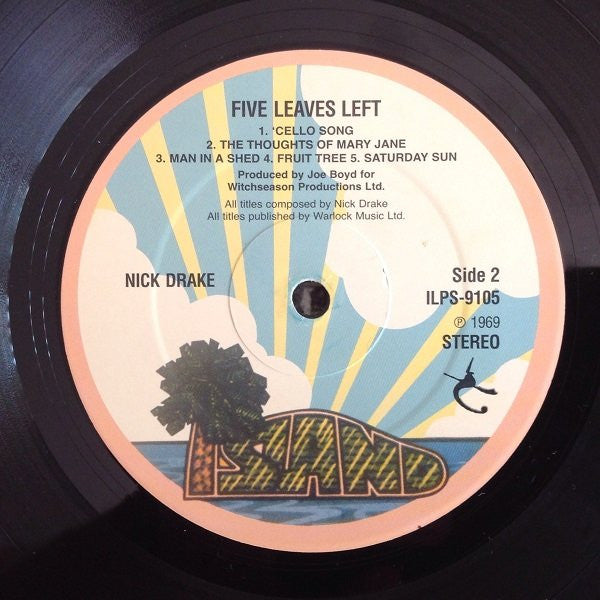 FIVE LEAVES LEFT
1. 'CELLO SONG
2. THE THOUGHTS OF MARY JANE
3. MAN IN A SHED 4. FRUIT TREE 5. SATURDAY SUN
Produced by Joe Boyd for
Witchseason Productions Ltd.
All titles composed by Nick Drake
All titles published by Warlock Music Ltd.
NICK DRAKE
Side 2
ILPS-9105
℗ 1969
STEREO
ISLAND